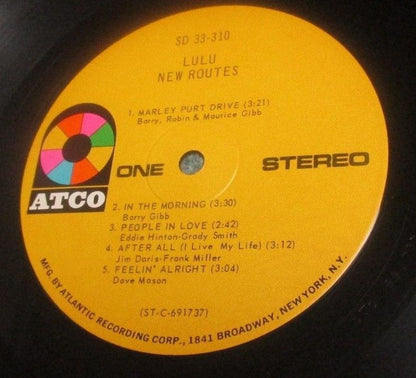 SD 33-310
LULU
NEW ROUTES
1. MARLEY PURT DRIVE (3:21)
Barry, Robin & Maurice Gibb
ATCO
ONE
STEREO
2. IN THE MORNING (3:30)
Barry Gibb
3. PEOPLE IN LOVE (2:42)
Eddie Hinton-Grady Smith
4. AFTER ALL (I Live My Life) (3:12)
Jim Doris-Frank Miller
5. FEELIN' ALRIGHT (3:04)
Dave Mason
(ST-C-691737)
MFG. BY ATLANTIC RECORDING CORP., 1841 BROADWAY, NEW YORK, N.Y.